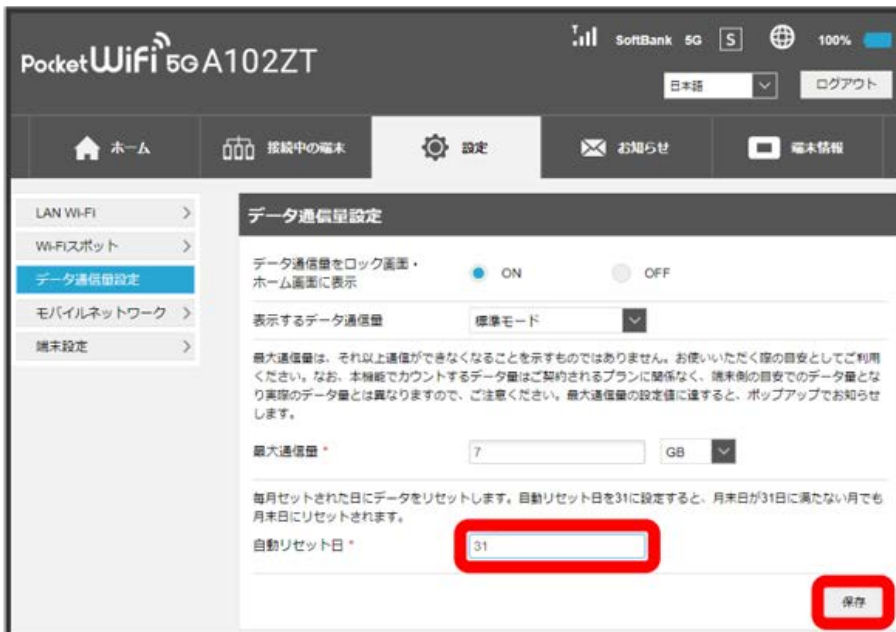 SoftBank 5G S 100%
Pocket WiFi 5G A102ZT
日本語 ログアウト
ホーム 接続中の端末 設定 お知らせ 端末情報
LAN Wi-Fi
Wi-Fiスポット
データ通信量設定
モバイルネットワーク
端末設定
データ通信量設定
データ通信量をロック画面・
ホーム画面に表示
ON OFF
表示するデータ通信量 標準モード
最大通信量は、それ以上通信ができなくなることを示すものではありません。お使いいただく際の目安としてご利用
ください。なお、本機能でカウントするデータ量はご契約されるプランに関係なく、端末側の目安でのデータ量とな
り実際のデータ量とは異なりますので、ご注意ください。最大通信量の設定値に達すると、ポップアップでお知らせ
します。
最大通信量 * 7 GB
毎月セットされた日にデータをリセットします。自動リセット日を31に設定すると、月末日が31日に満たない月でも
月末日にリセットされます。
自動リセット日 * 31
保存